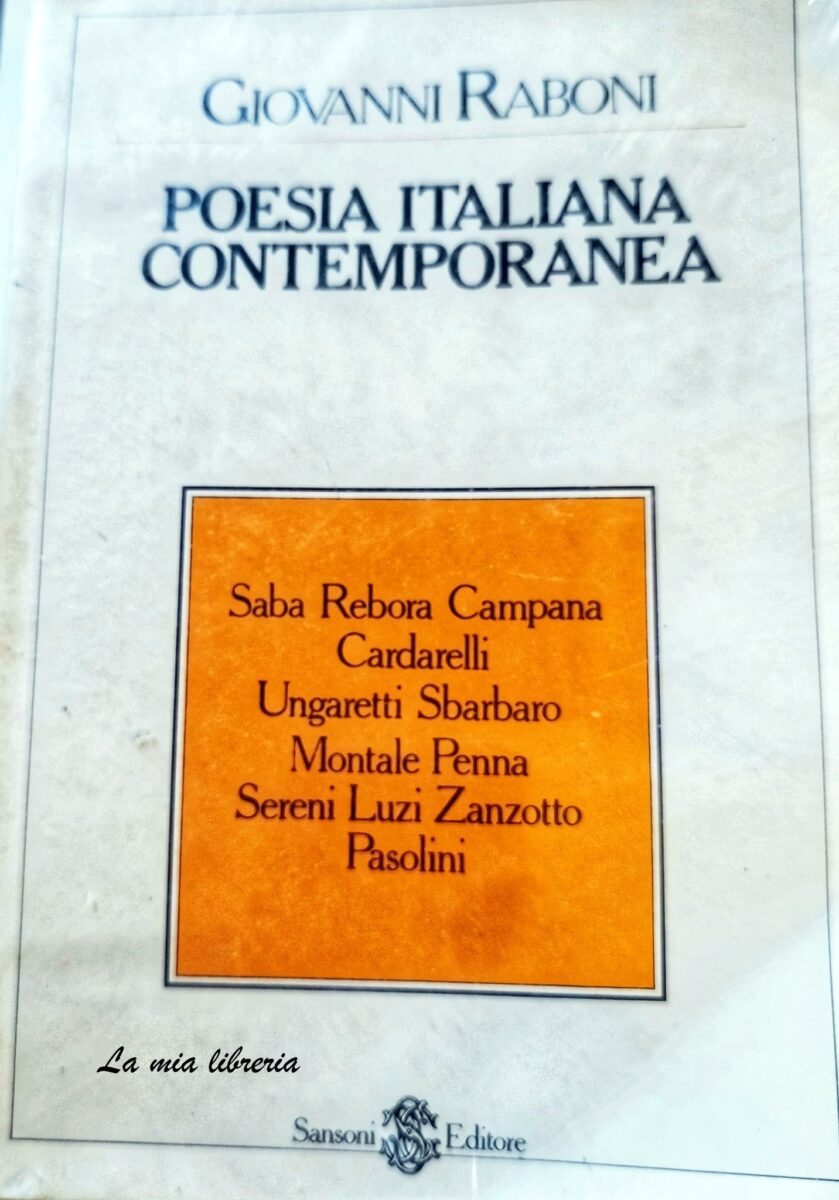 GIOVANNI RABONI
POESIA ITALIANA
CONTEMPORANEA
Saba Rebora Campana
Cardarelli
Ungaretti Sbarbaro
Montale Penna
Sereni Luzi Zanzotto
Pasolini
La mia libreria
Sansoni Editore